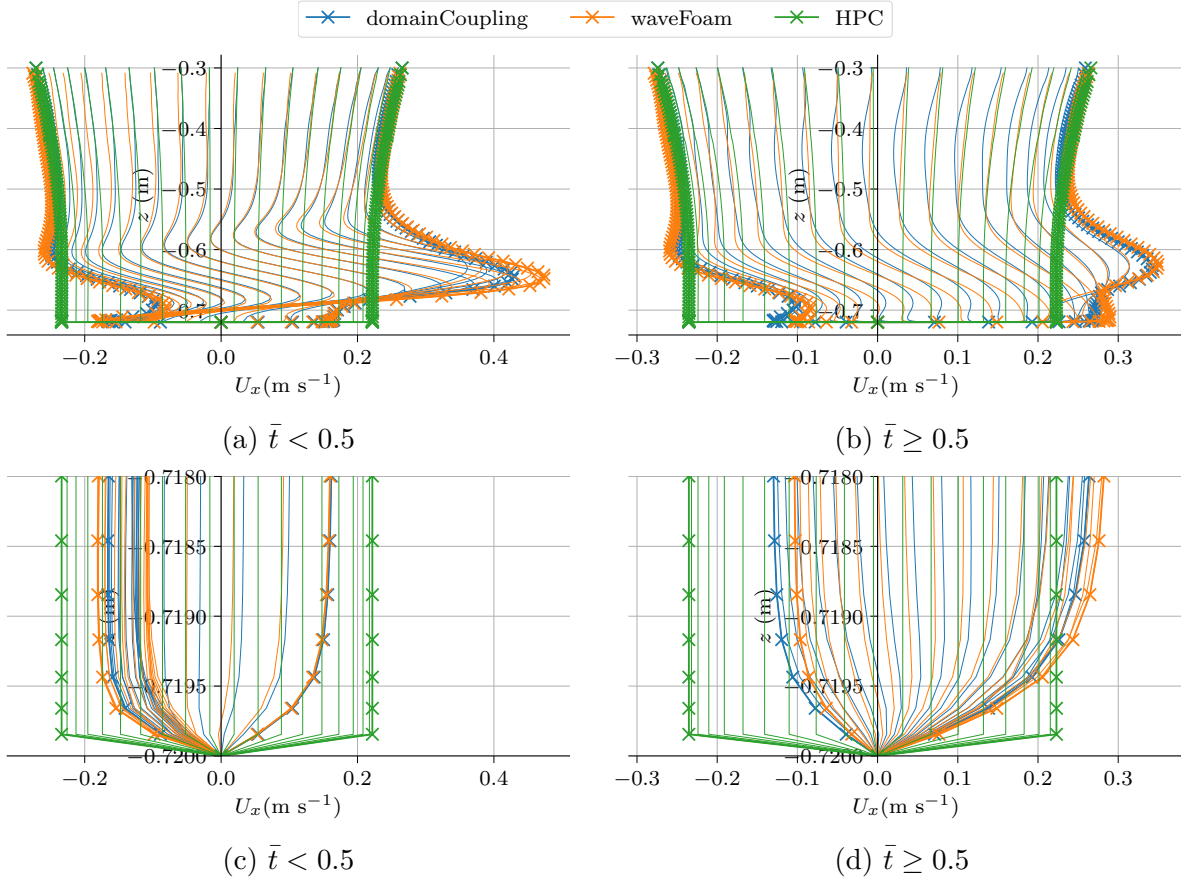 domainCoupling waveFoam HPC
−0.3 −0.3
−0.4 −0.4
−0.5 −0.5
z (m) z (m)
−0.6 −0.6
−0.7 −0.7
−0.2 0.0 0.2 0.4 −0.3 −0.2 −0.1 0.0 0.1 0.2 0.3
U_x(m s⁻¹) U_x(m s⁻¹)
(a) t̄ < 0.5 (b) t̄ ≥ 0.5
−0.7180 −0.7180
−0.7185 −0.7185
−0.7190 −0.7190
z (m) z (m)
−0.7195 −0.7195
−0.7200 −0.7200
−0.2 0.0 0.2 0.4 −0.3 −0.2 −0.1 0.0 0.1 0.2 0.3
U_x(m s⁻¹) U_x(m s⁻¹)
(c) t̄ < 0.5 (d) t̄ ≥ 0.5